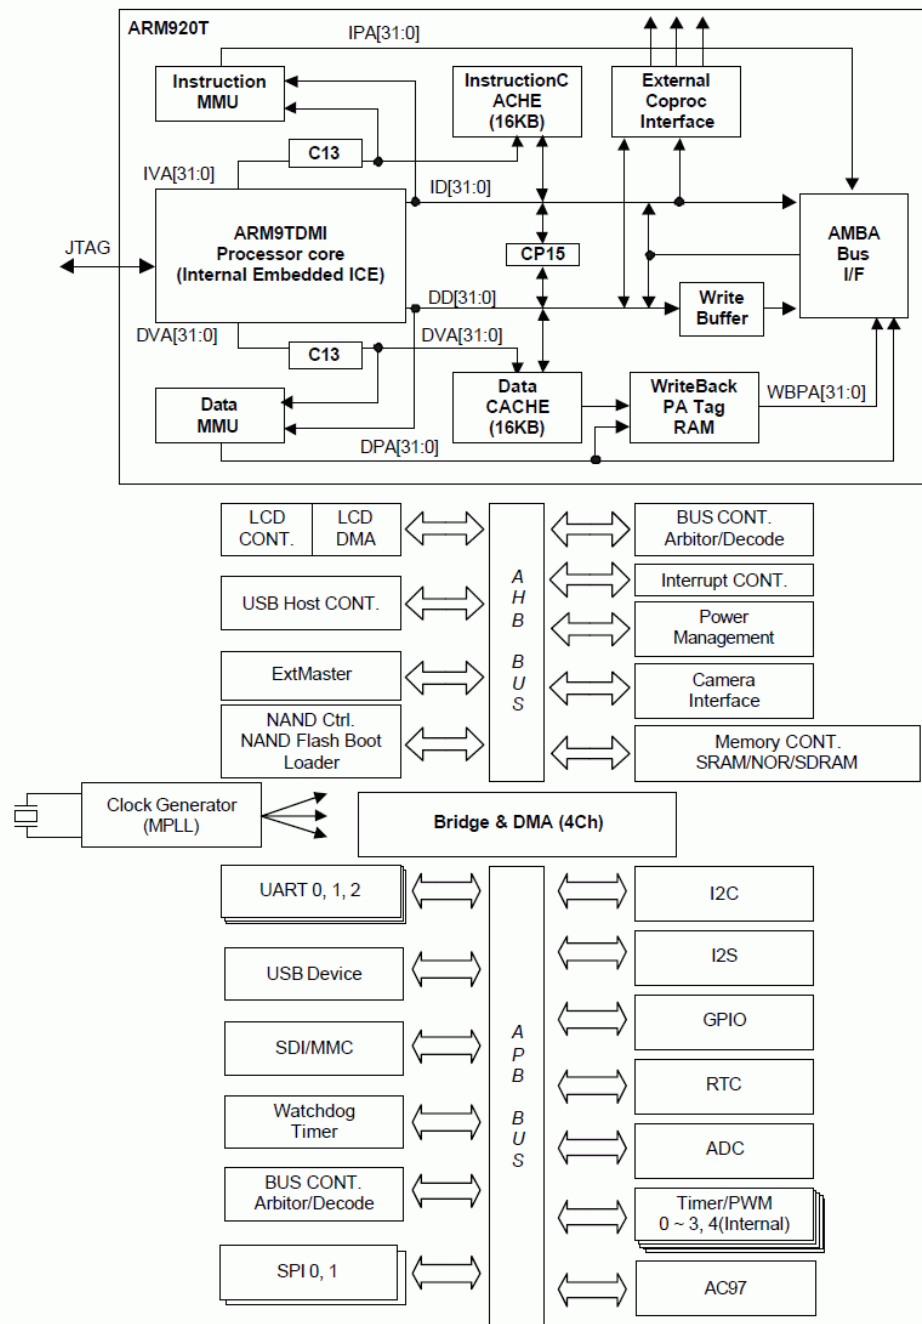 ARM920T
IPA[31:0]
Instruction
MMU
InstructionC
ACHE
(16KB)
External
Coproc
Interface
C13
IVA[31:0]
ID[31:0]
ARM9TDMI
Processor core
(Internal Embedded ICE)
JTAG
CP15
AMBA
Bus
I/F
DD[31:0]
Write
Buffer
DVA[31:0]
DVA[31:0]
C13
Data
MMU
Data
CACHE
(16KB)
WriteBack
PA Tag
RAM
WBPA[31:0]
DPA[31:0]
LCD
CONT.
LCD
DMA
USB Host CONT.
ExtMaster
NAND Ctrl.
NAND Flash Boot
Loader
AHB BUS
BUS CONT.
Arbitor/Decode
Interrupt CONT.
Power
Management
Camera
Interface
Memory CONT.
SRAM/NOR/SDRAM
Clock Generator
(MPLL)
Bridge & DMA (4Ch)
UART 0, 1, 2
USB Device
SDI/MMC
Watchdog
Timer
BUS CONT.
Arbitor/Decode
SPI 0, 1
APB BUS
I2C
I2S
GPIO
RTC
ADC
Timer/PWM
0 ~ 3, 4(Internal)
AC97